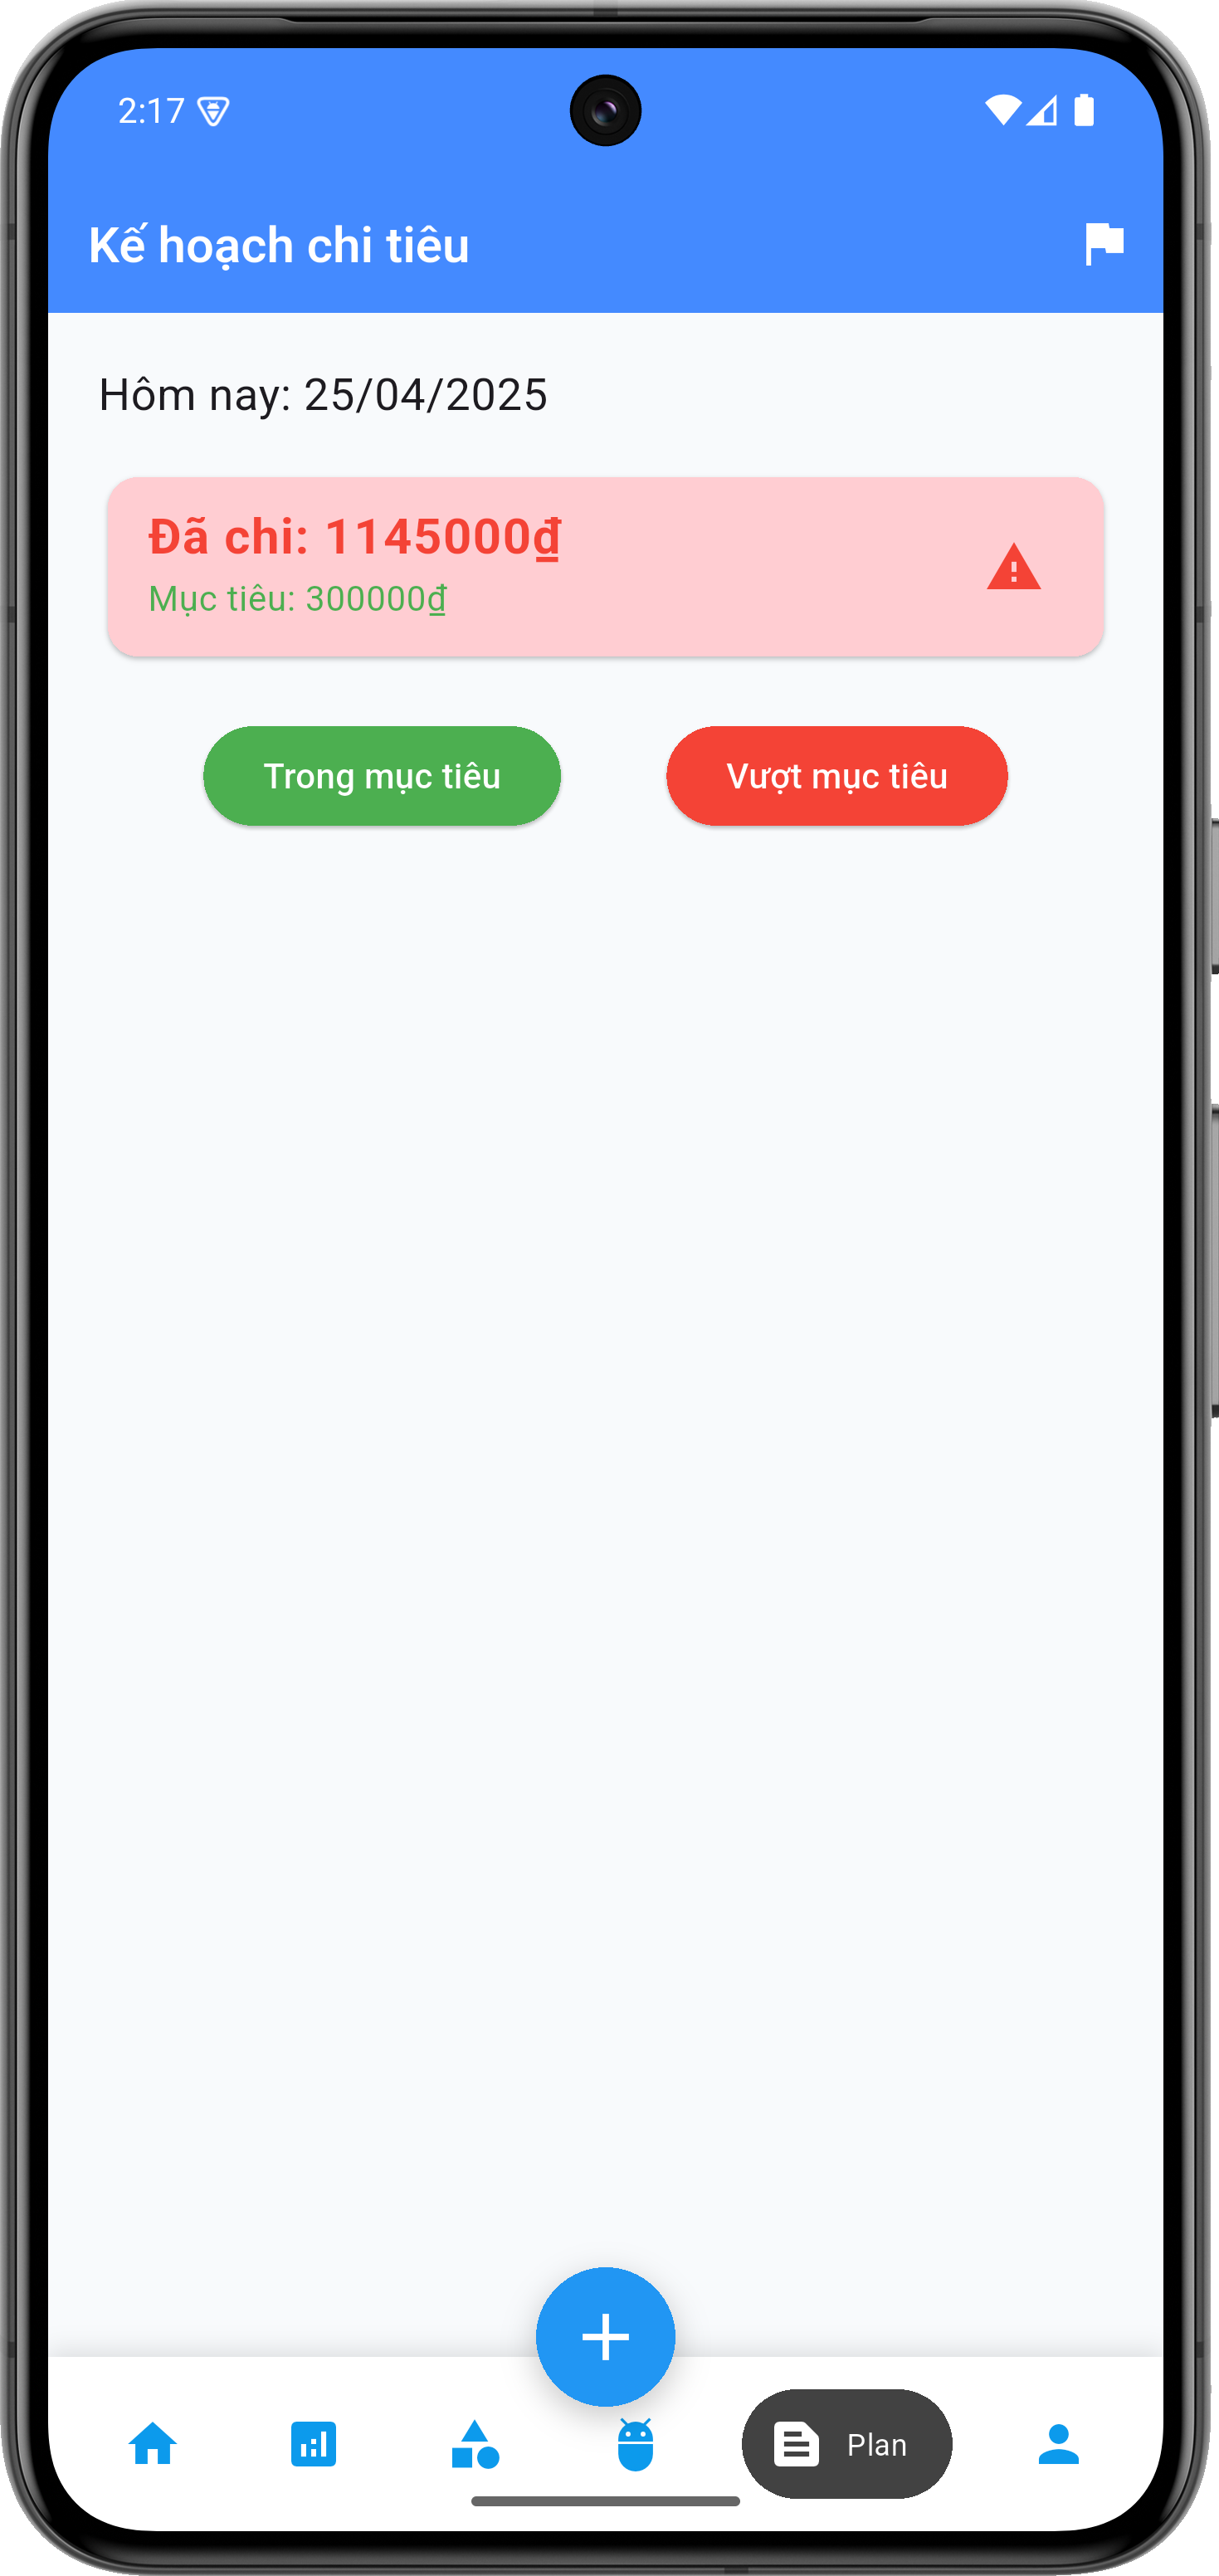 2:17
Kế hoạch chi tiêu
Hôm nay: 25/04/2025
Đã chi: 1145000₫
Mục tiêu: 300000₫
Trong mục tiêu
Vượt mục tiêu
Plan